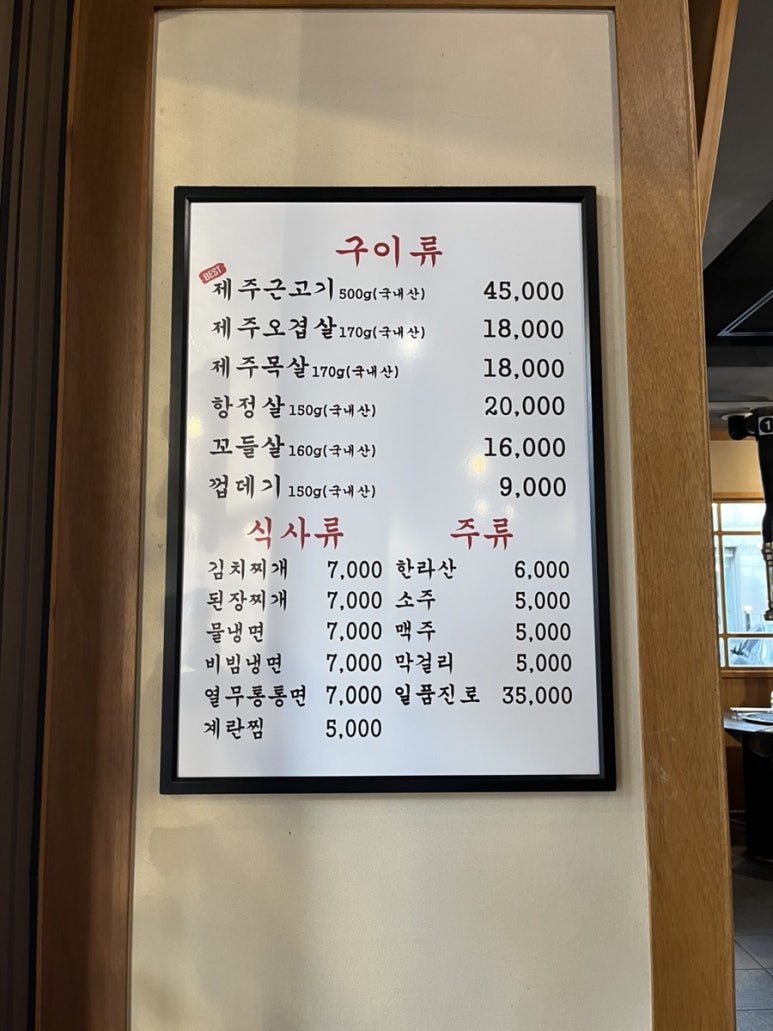 구이류
BEST
제주근고기 500g(국내산) 45,000
제주오겹살 170g(국내산) 18,000
제주목살 170g(국내산) 18,000
항정살 150g(국내산) 20,000
꼬들살 160g(국내산) 16,000
껍데기 150g(국내산) 9,000
식사류 주류
김치찌개 7,000 한라산 6,000
된장찌개 7,000 소주 5,000
물냉면 7,000 맥주 5,000
비빔냉면 7,000 막걸리 5,000
열무통통면 7,000 일품진로 35,000
계란찜 5,000
1